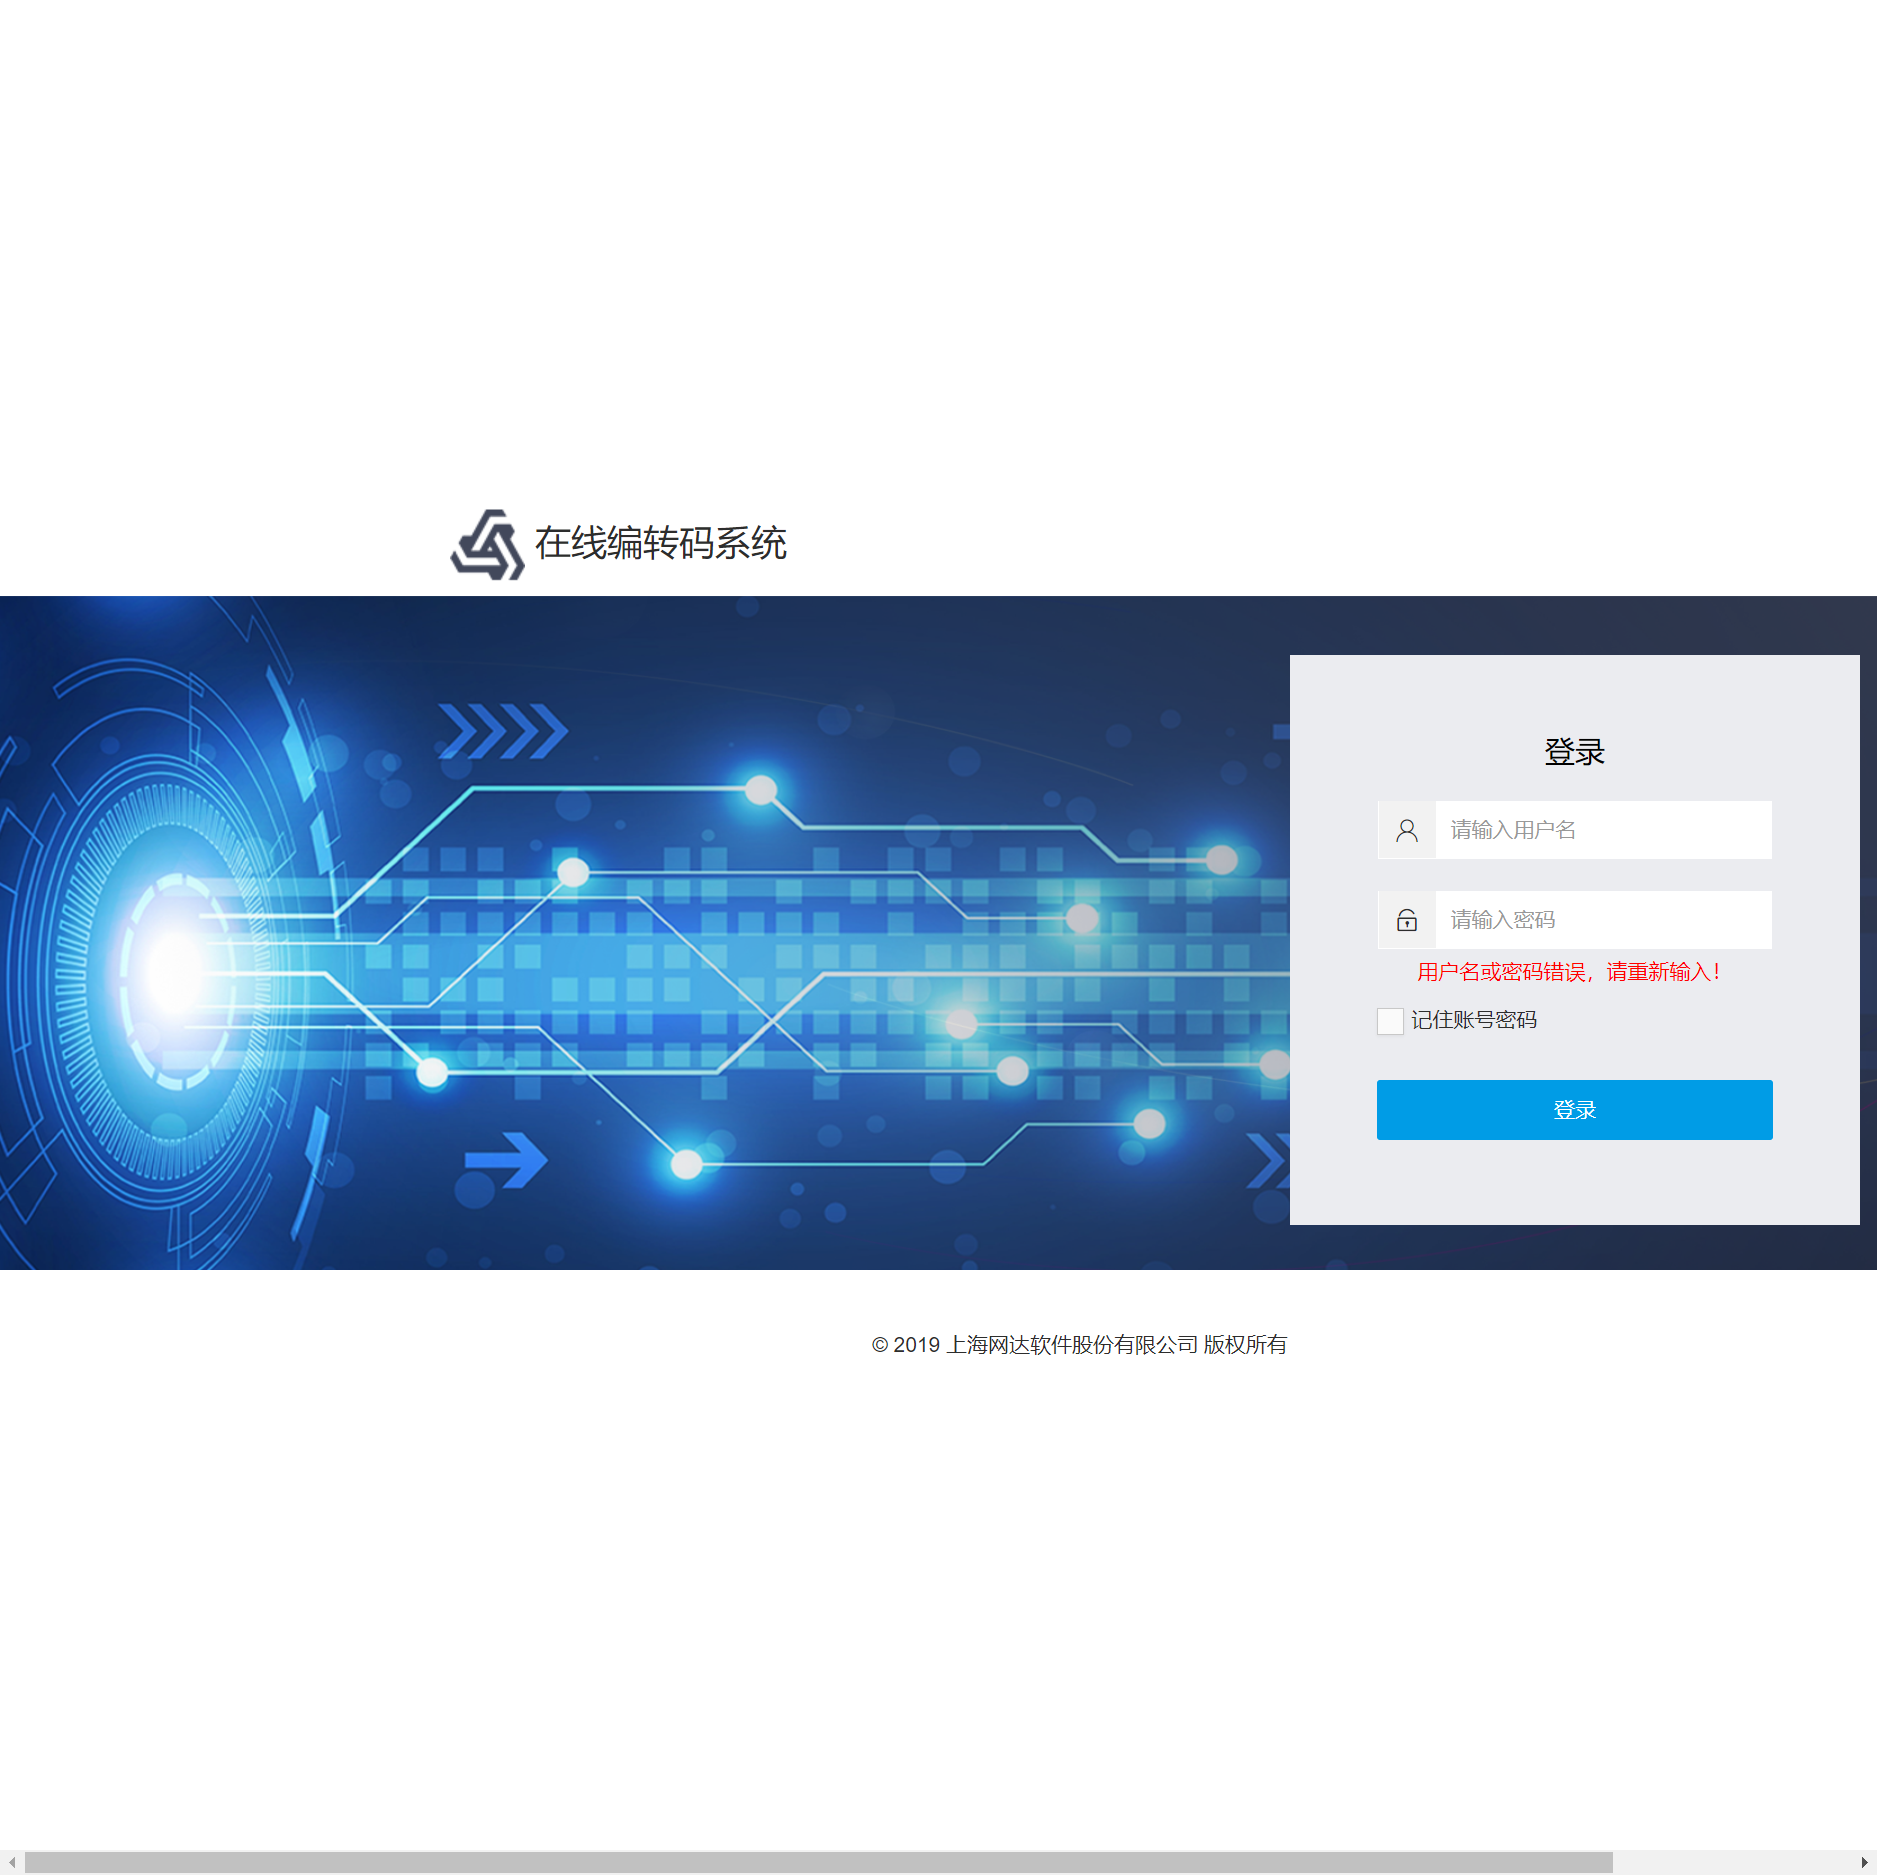 在线编转码系统
登录
请输入用户名
请输入密码
用户名或密码错误，请重新输入！
记住账号密码
登录
© 2019 上海网达软件股份有限公司 版权所有